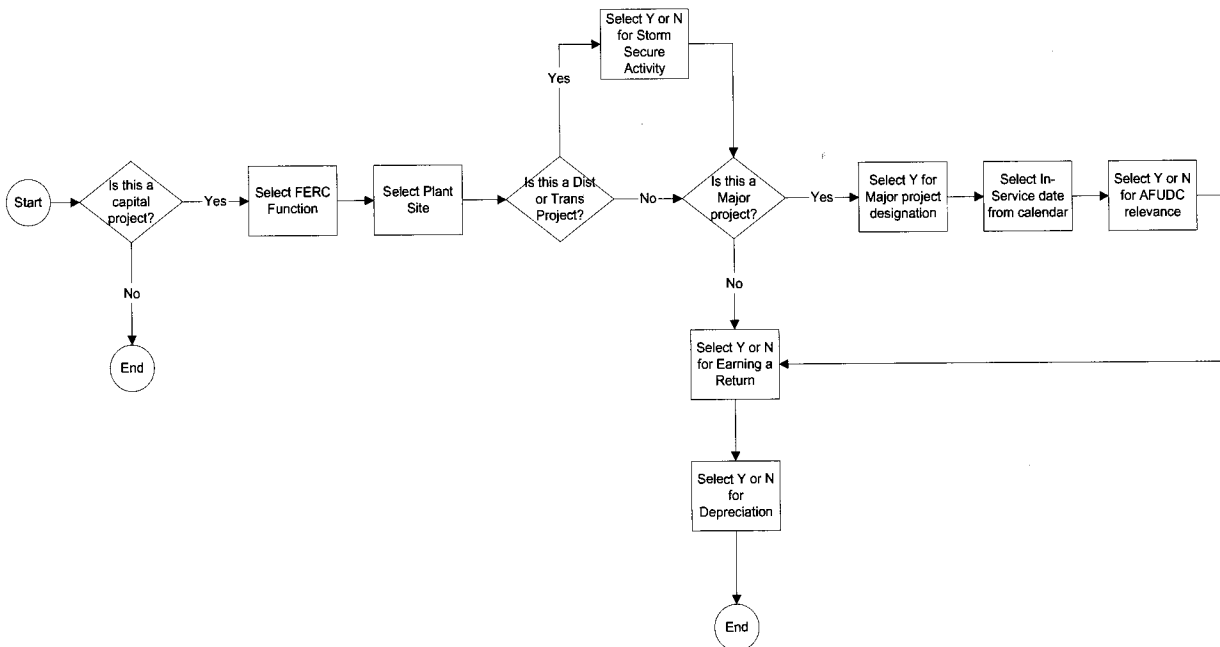 Start
Is this a
capital
project?
Yes
No
End
Select FERC
Function
Select Plant
Site
Is this a Dist
or Trans
Project?
Yes
No
Select Y or N
for Storm
Secure
Activity
Is this a
Major
project?
Yes
No
Select Y for
Major project
designation
Select In-
Service date
from calendar
Select Y or N
for AFUDC
relevance
Select Y or N
for Earning a
Return
Select Y or N
for
Depreciation
End